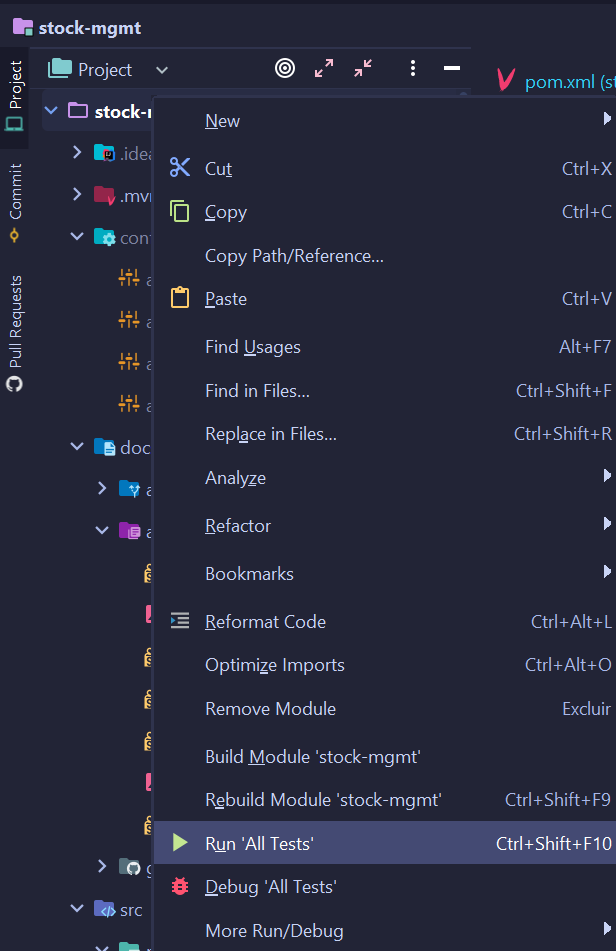 stock-mgmt
Project
Project
pom.xml (st
stock-
.idea
.mv
Commit
con
Pull Requests
doc
src
New
Cut Ctrl+X
Copy Ctrl+C
Copy Path/Reference...
Paste Ctrl+V
Find Usages Alt+F7
Find in Files... Ctrl+Shift+F
Replace in Files... Ctrl+Shift+R
Analyze
Refactor
Bookmarks
Reformat Code Ctrl+Alt+L
Optimize Imports Ctrl+Alt+O
Remove Module Excluir
Build Module 'stock-mgmt'
Rebuild Module 'stock-mgmt' Ctrl+Shift+F9
Run 'All Tests' Ctrl+Shift+F10
Debug 'All Tests'
More Run/Debug